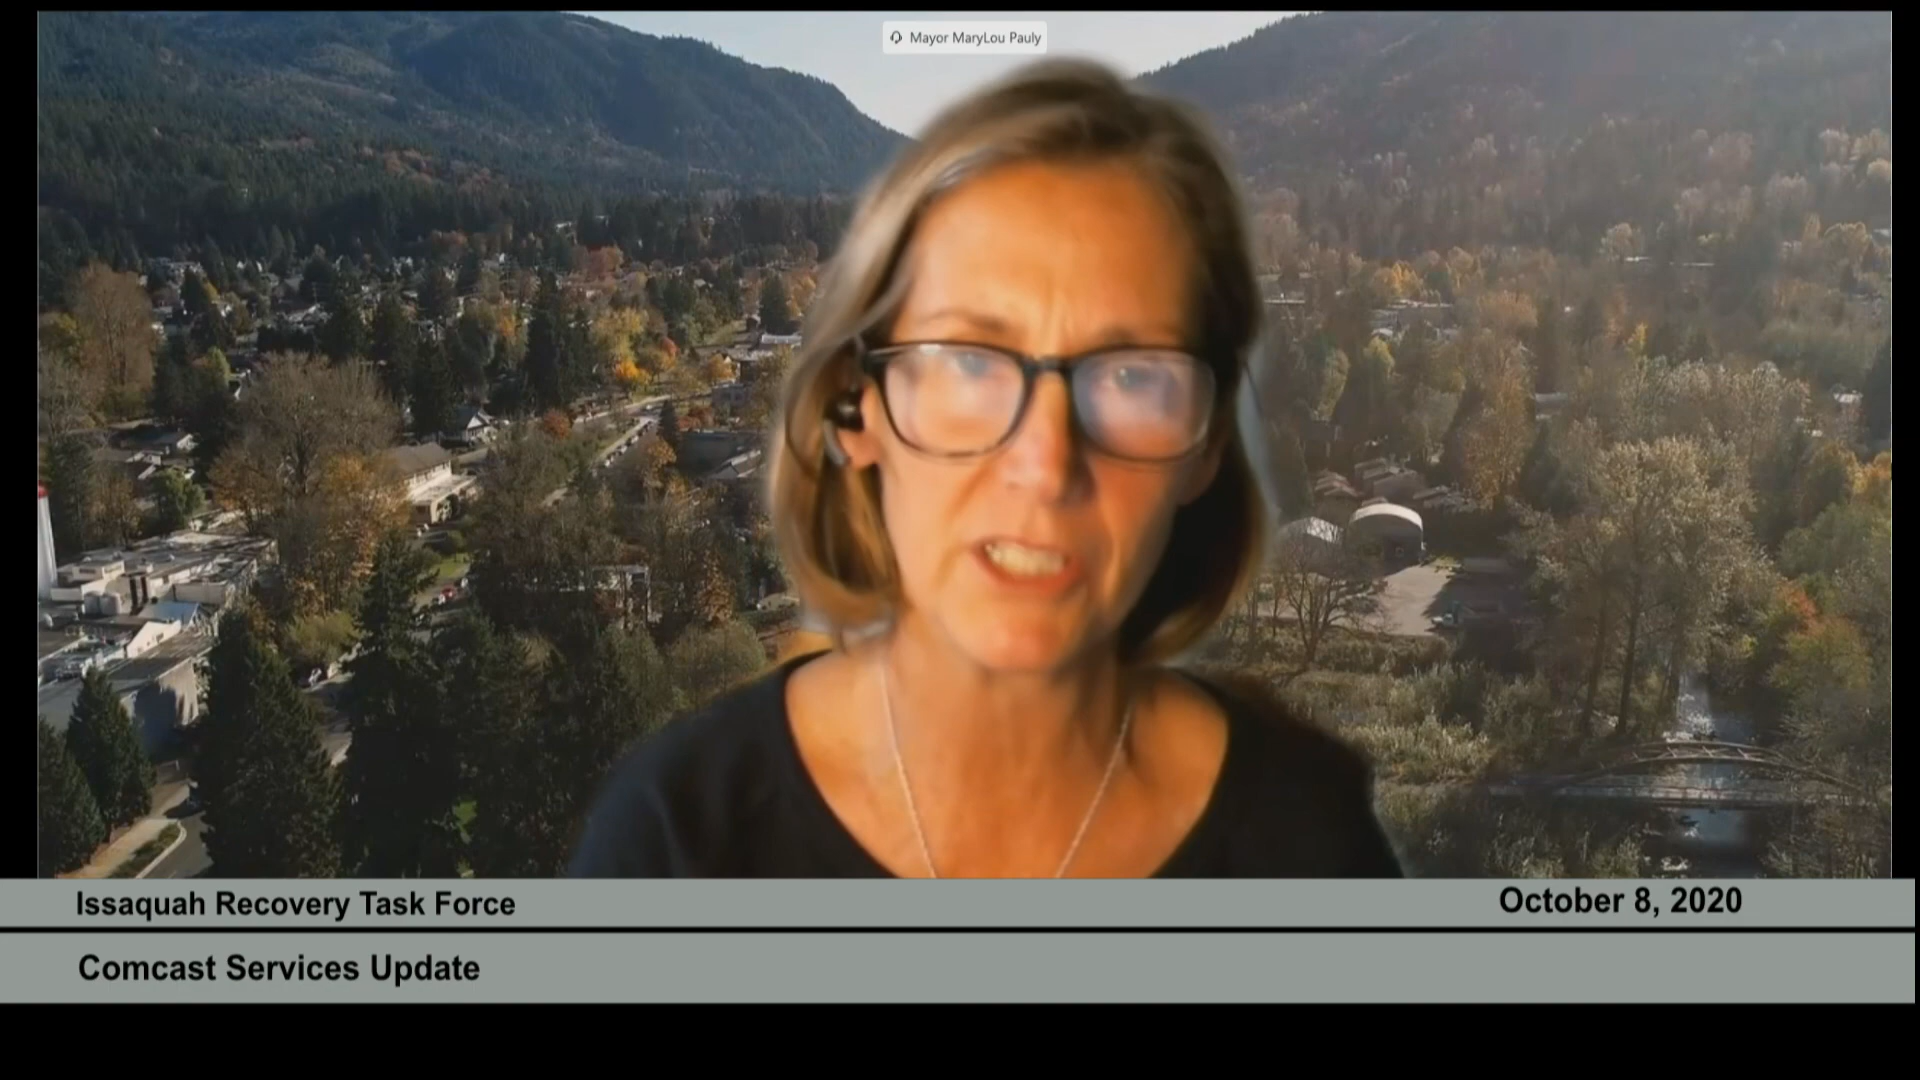 Mayor MaryLou Pauly
Issaquah Recovery Task Force
October 8, 2020
Comcast Services Update